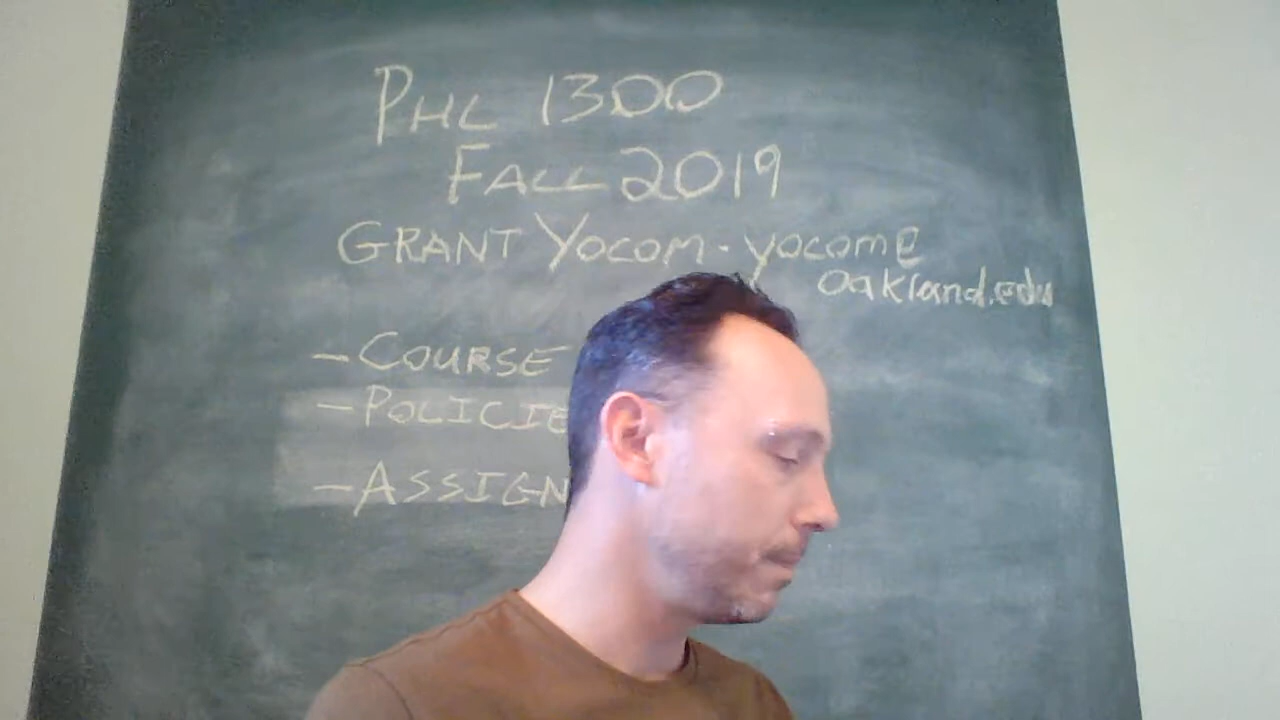 PHL 1300
FALL 2019
GRANT YOCOM - yocom@
oakland.edu
- COURSE
- POLICIE
- ASSIGN